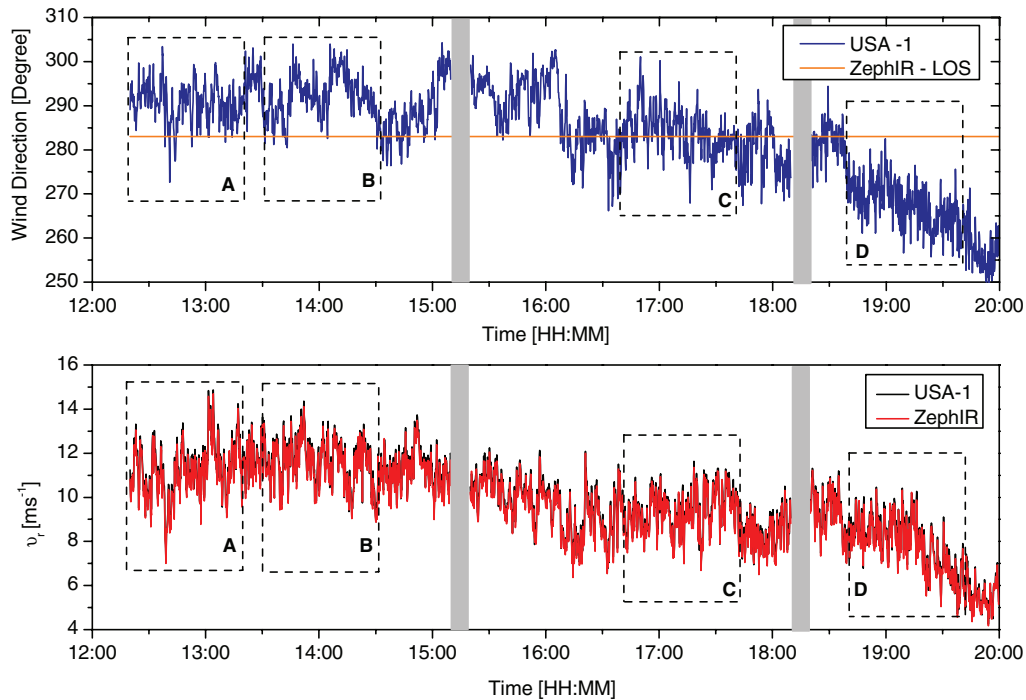 310
300
290
280
270
260
250
Wind Direction [Degree]
USA -1
ZephIR - LOS
A
B
C
D
12:00 13:00 14:00 15:00 16:00 17:00 18:00 19:00 20:00
Time [HH:MM]
16
14
12
10
8
6
4
υr [ms-1]
USA-1
ZephIR
A
B
C
D
12:00 13:00 14:00 15:00 16:00 17:00 18:00 19:00 20:00
Time [HH:MM]